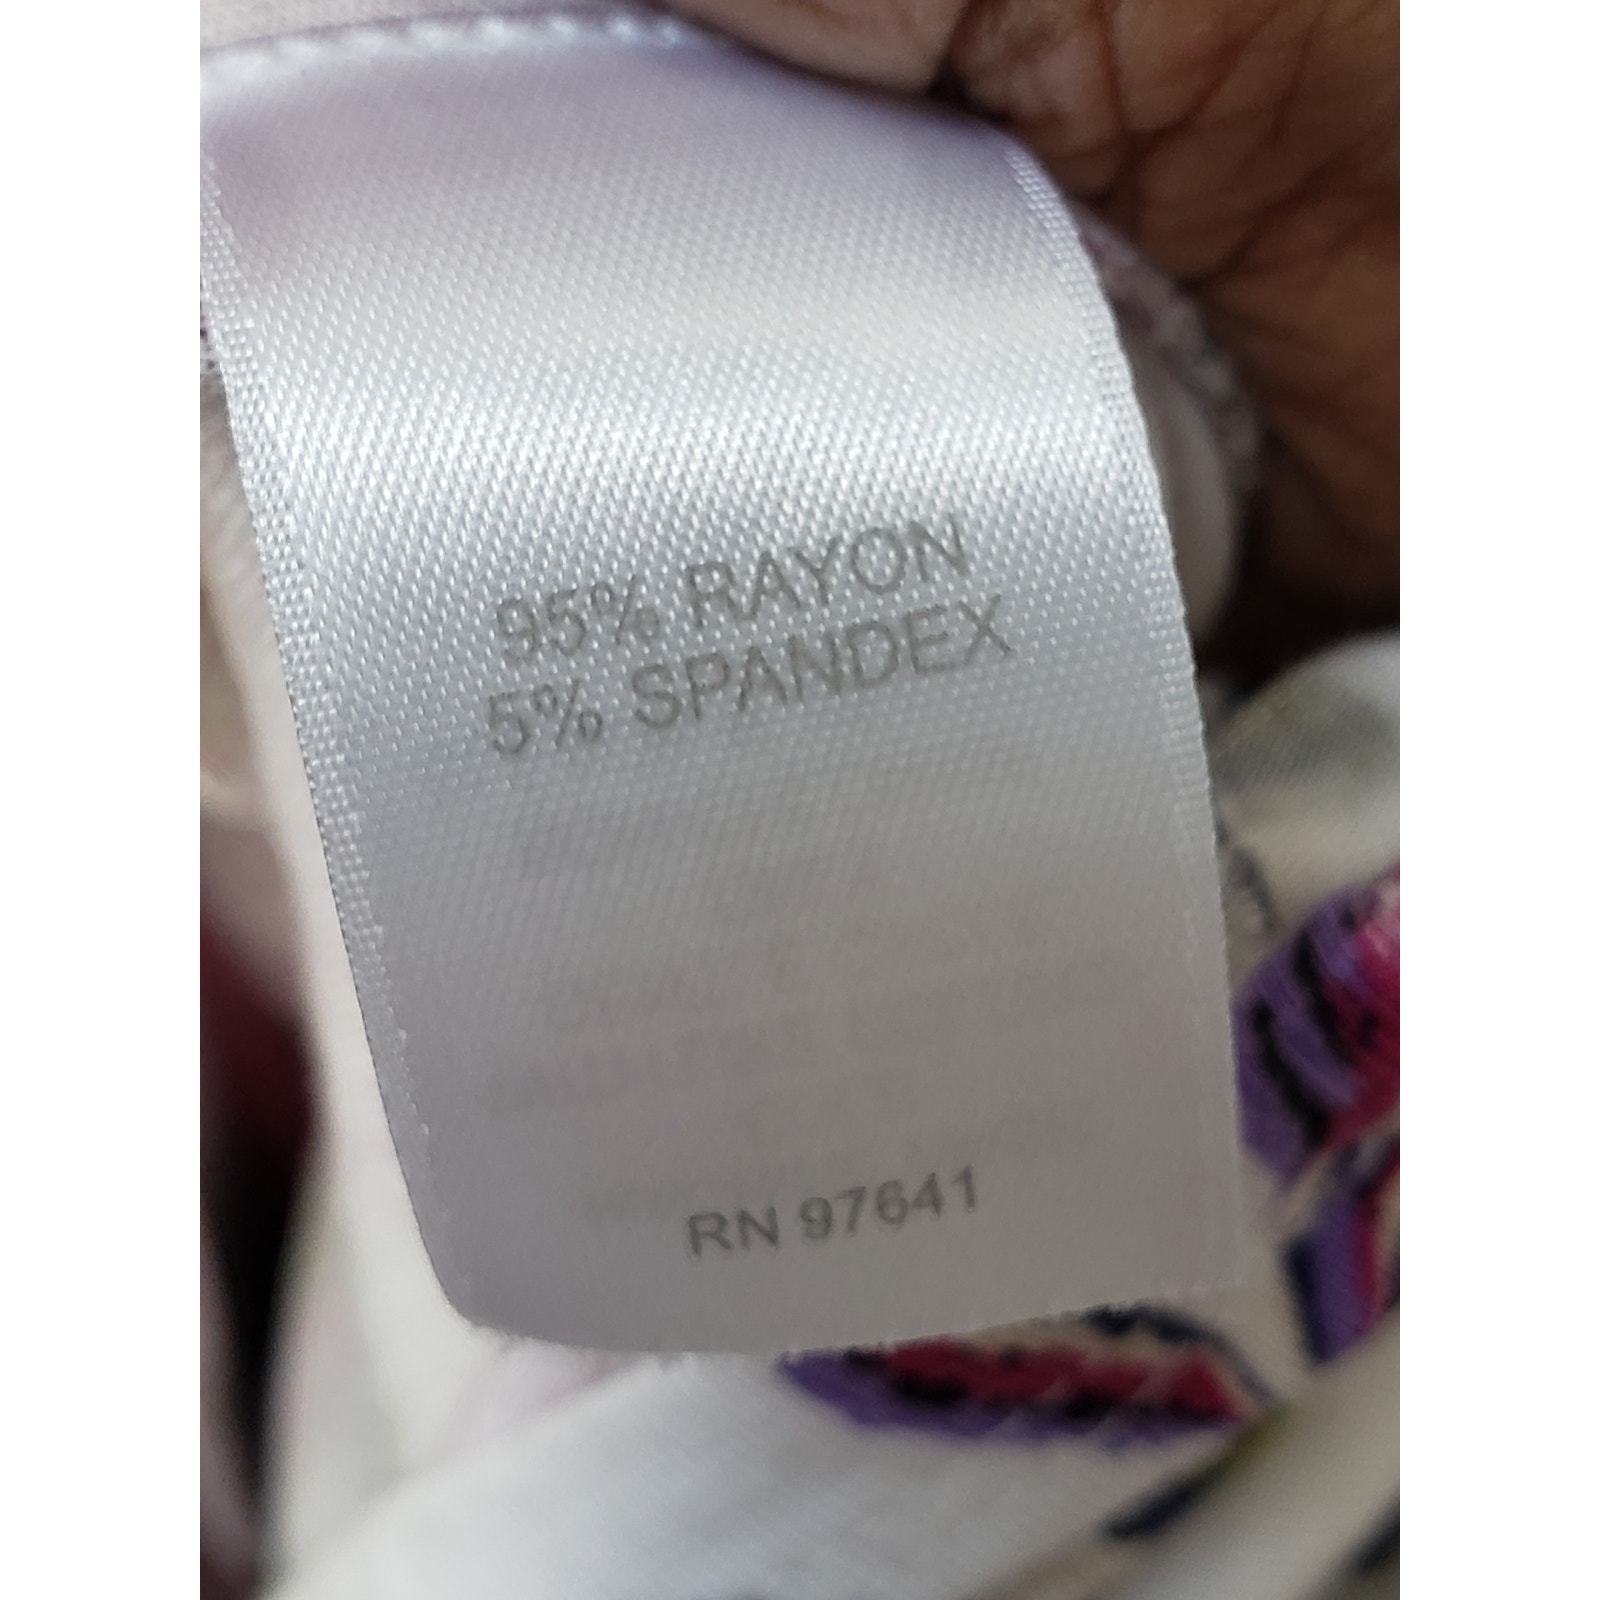 95% RAYON
5% SPANDEX
RN 97641